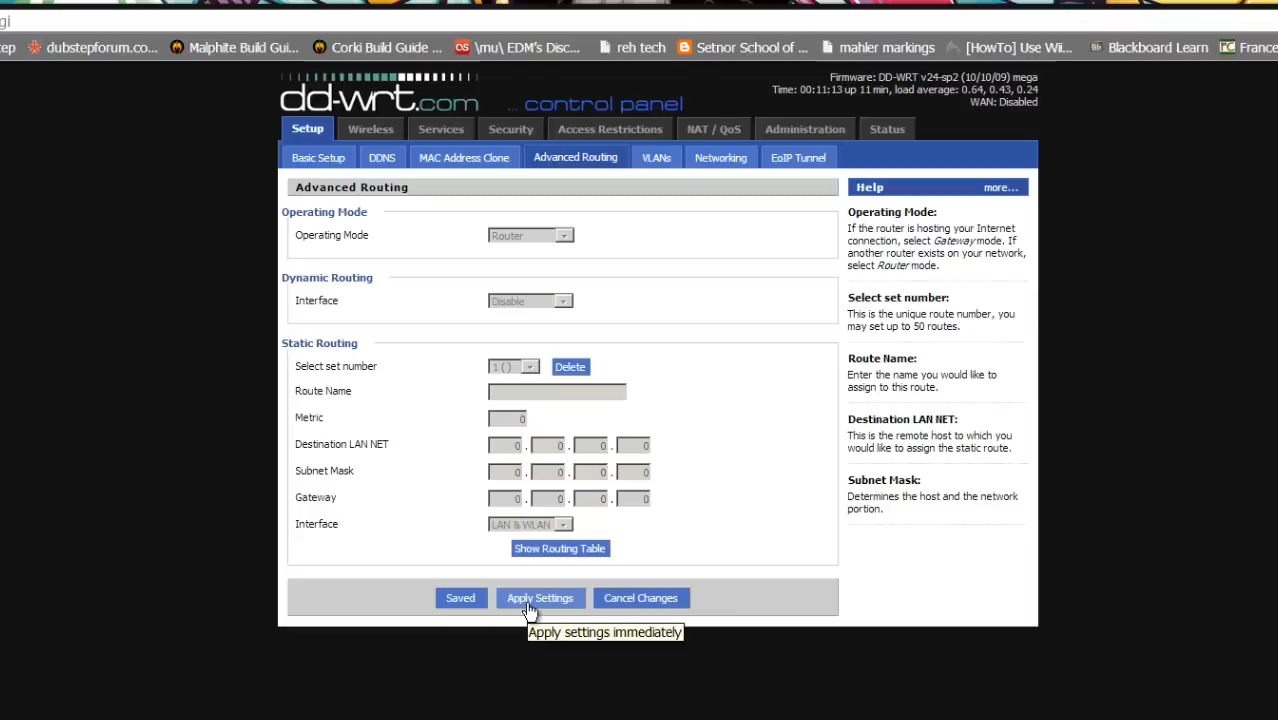 gi
tep dubstepforum.co... Malphite Build Gui... Corki Build Guide ... \mu\ EDM's Disc... reh tech Setnor School of ... mahler markings [HowTo] Use Wii... Blackboard Learn France
dd-wrt.com ... control panel
Firmware: DD-WRT v24-sp2 (10/10/09) mega
Time: 00:11:13 up 11 min, load average: 0.64, 0.43, 0.24
WAN: Disabled
Setup Wireless Services Security Access Restrictions NAT / QoS Administration Status
Basic Setup DDNS MAC Address Clone Advanced Routing VLANs Networking EoIP Tunnel
Advanced Routing
Operating Mode
Operating Mode Router
Dynamic Routing
Interface Disable
Static Routing
Select set number 1 ( ) Delete
Route Name
Metric 0
Destination LAN NET 0 . 0 . 0 . 0
Subnet Mask 0 . 0 . 0 . 0
Gateway 0 . 0 . 0 . 0
Interface LAN & WLAN
Show Routing Table
Saved Apply Settings Cancel Changes
Apply settings immediately
Help more...
Operating Mode:
If the router is hosting your Internet
connection, select Gateway mode. If
another router exists on your network,
select Router mode.
Select set number:
This is the unique route number, you
may set up to 50 routes.
Route Name:
Enter the name you would like to
assign to this route.
Destination LAN NET:
This is the remote host to which you
would like to assign the static route.
Subnet Mask:
Determines the host and the network
portion.